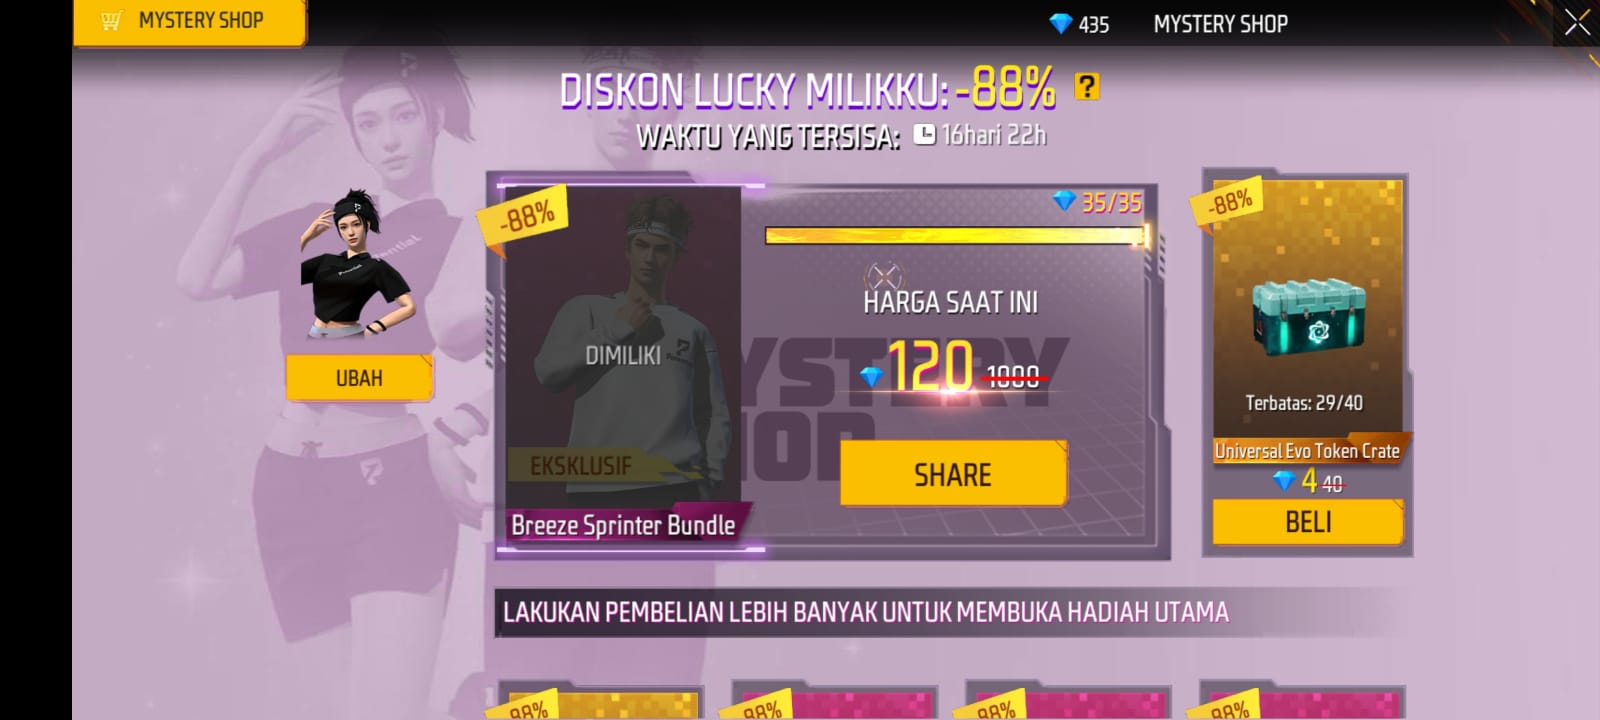 MYSTERY SHOP
435
MYSTERY SHOP
DISKON LUCKY MILIKKU: -88% ?
WAKTU YANG TERSISA: 16hari 22h
-88%
35/35
HARGA SAAT INI
120 1000
SHARE
DIMILIKI
EKSKLUSIF
Breeze Sprinter Bundle
UBAH
-88%
Terbatas: 29/40
Universal Evo Token Crate
4 40
BELI
MYSTERY
SHOP
LAKUKAN PEMBELIAN LEBIH BANYAK UNTUK MEMBUKA HADIAH UTAMA
-88%
-88%
-88%
-88%